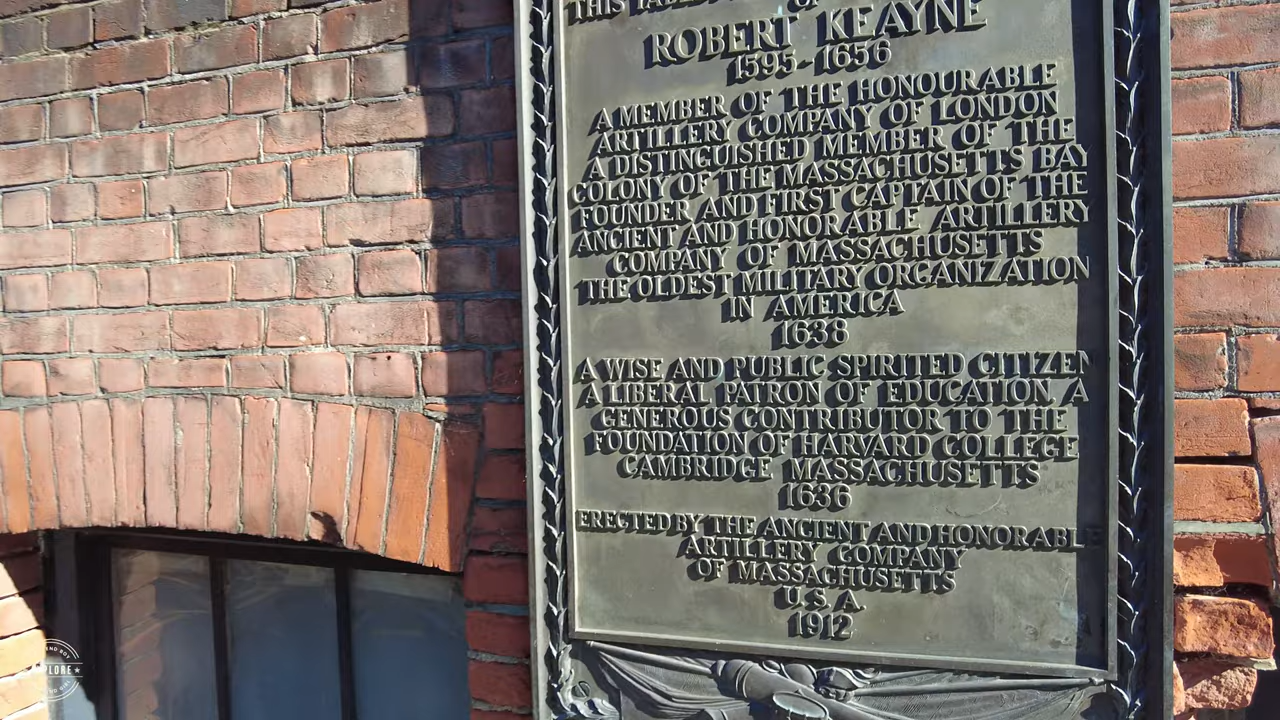 THIS TABLE
OF
ROBERT KEAYNE
1595-1656
A MEMBER OF THE HONOURABLE
ARTILLERY COMPANY OF LONDON
A DISTINGUISHED MEMBER OF THE
COLONY OF THE MASSACHUSETTS BAY
FOUNDER AND FIRST CAPTAIN OF THE
ANCIENT AND HONORABLE ARTILLERY
COMPANY OF MASSACHUSETTS
THE OLDEST MILITARY ORGANIZATION
IN AMERICA
1638
A WISE AND PUBLIC SPIRITED CITIZEN
A LIBERAL PATRON OF EDUCATION, A
GENEROUS CONTRIBUTOR TO THE
FOUNDATION OF HARVARD COLLEGE
CAMBRIDGE MASSACHUSETTS
1636
ERECTED BY THE ANCIENT AND HONORABLE
ARTILLERY COMPANY
OF MASSACHUSETTS
U.S.A.
1912